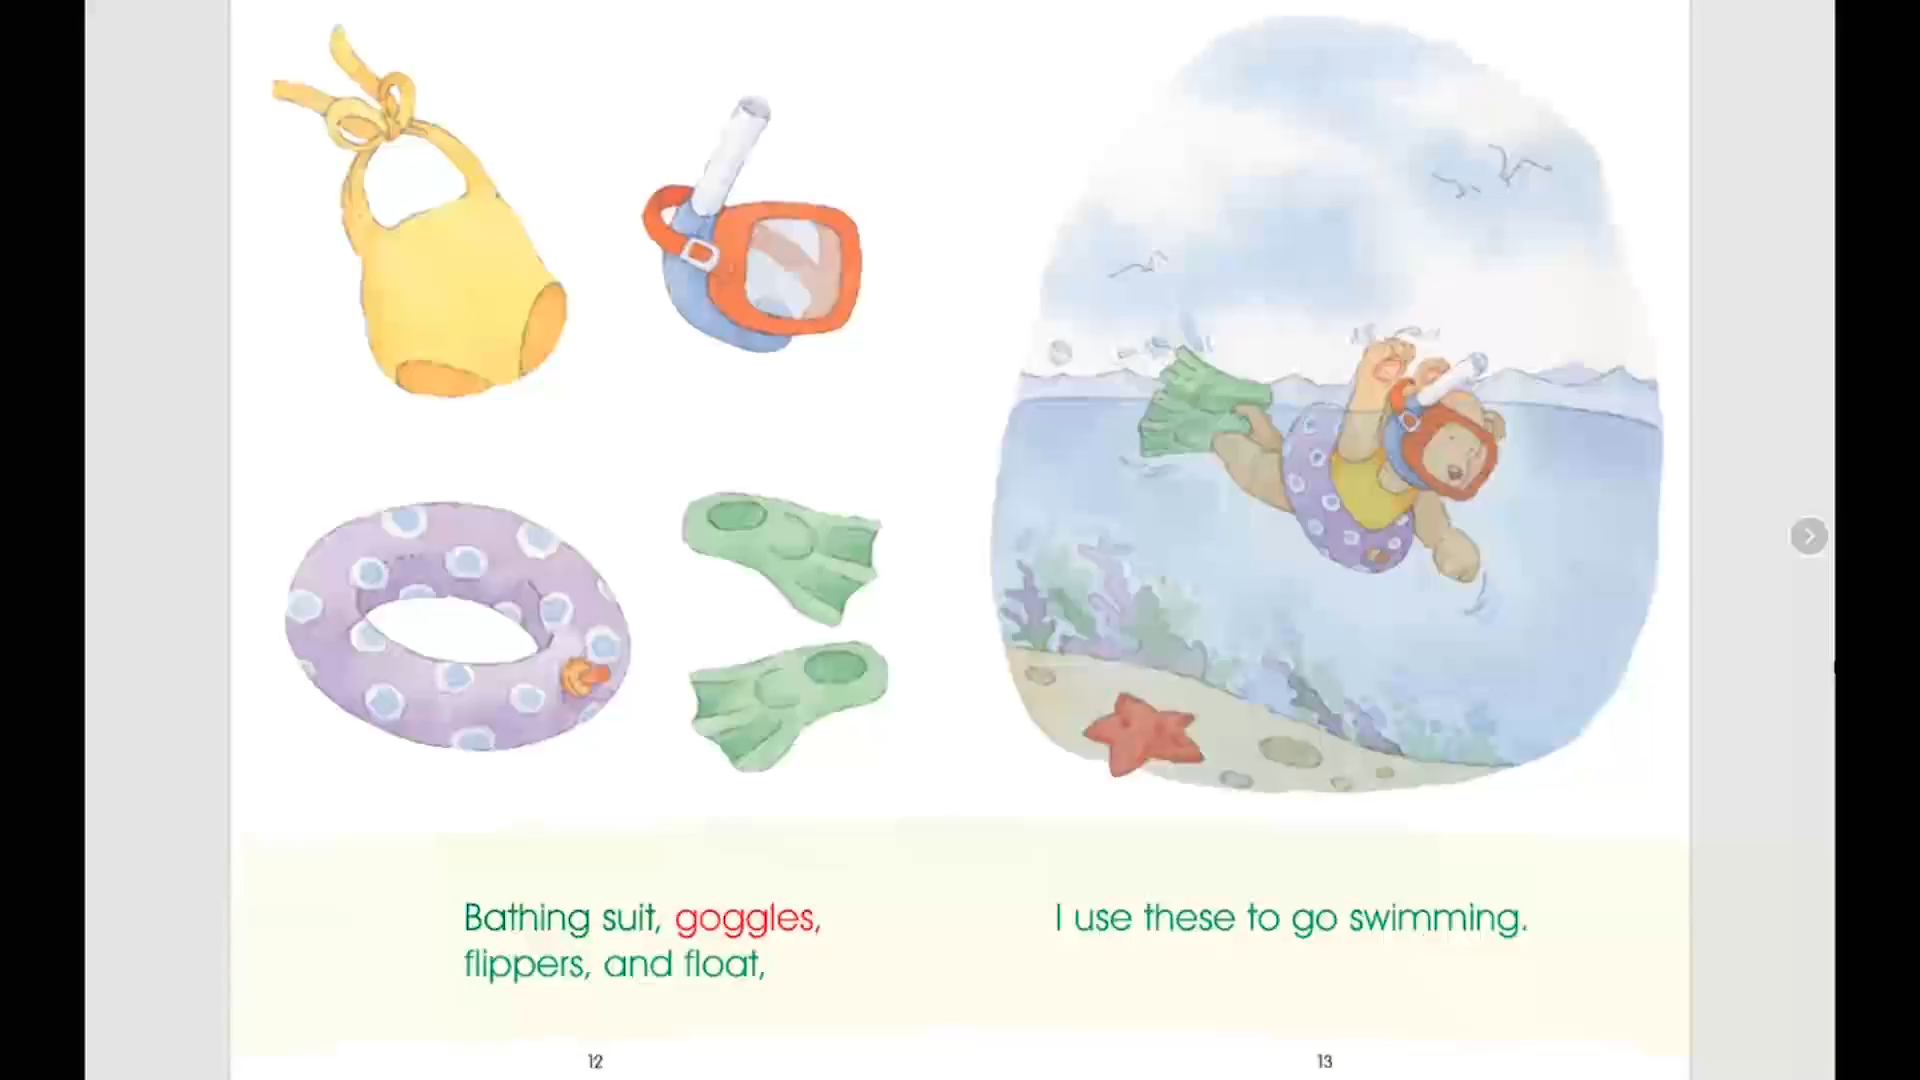 Bathing suit, goggles,
flippers, and float,
I use these to go swimming.
12
13